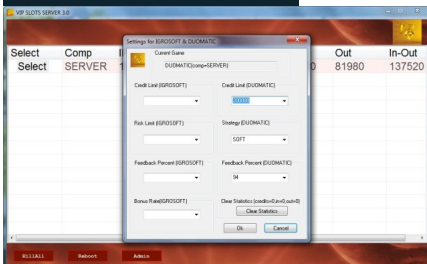 VIP SLOTS SERVER 3.0
Select Comp Out In-Out
Select SERVER 81980 137520
Settings for IGROSOFT & DUOMATIC
Current Game
DUOMATIC(comp=SERVER)
Credit Limit (IGROSOFT) Credit Limit (DUOMATIC)
Risk Limit (IGROSOFT) Strategy (DUOMATIC)
SOFT
Feedback Percent (IGROSOFT) Feedback Percent (DUOMATIC)
94
Bonus Rate(IGROSOFT) Clear Statistics (credits=0,in=0,out=0)
Clear Statistics
Ok Cancel
KillAll Reboot Admin